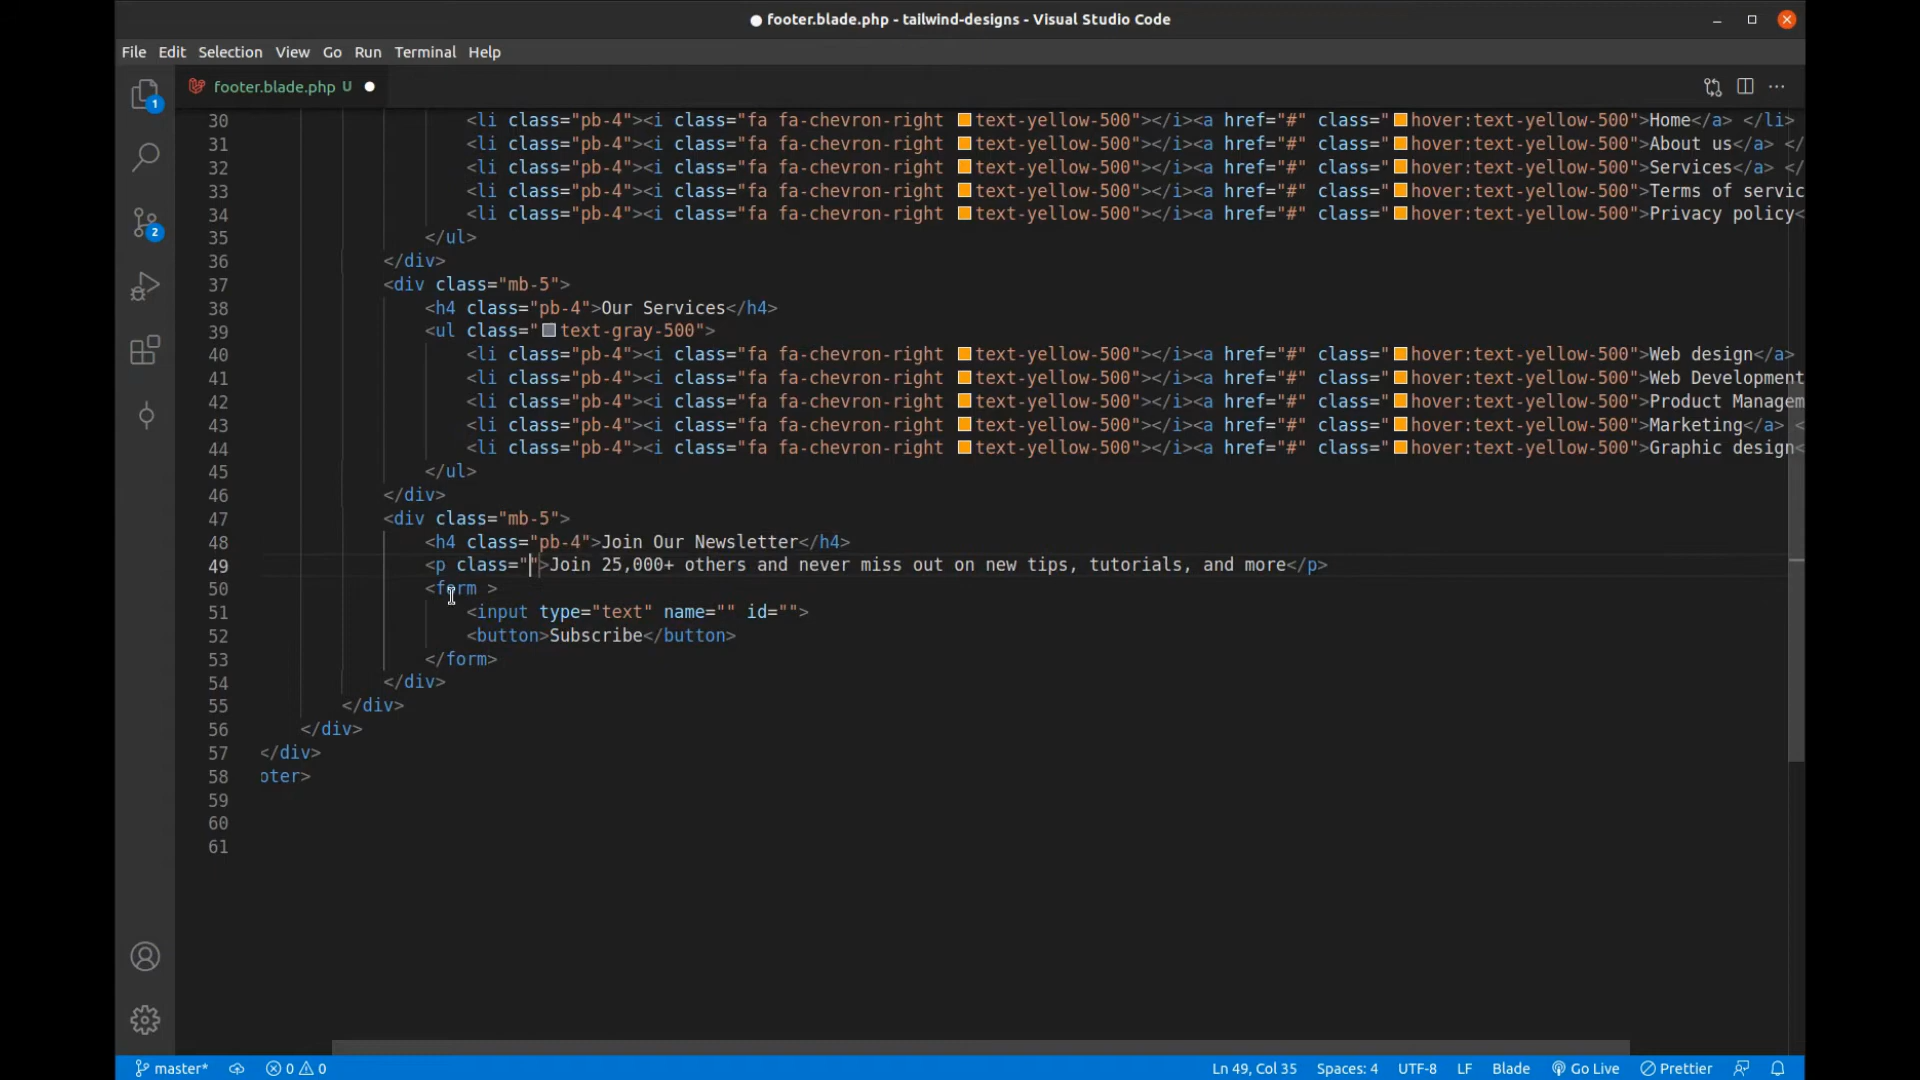 footer.blade.php - tailwind-designs - Visual Studio Code
File Edit Selection View Go Run Terminal Help
1 footer.blade.php U
30 <li class="pb-4"><i class="fa fa-chevron-right text-yellow-500"></i><a href="#" class="hover:text-yellow-500">Home</a> </li>
31 <li class="pb-4"><i class="fa fa-chevron-right text-yellow-500"></i><a href="#" class="hover:text-yellow-500">About us</a> </
32 <li class="pb-4"><i class="fa fa-chevron-right text-yellow-500"></i><a href="#" class="hover:text-yellow-500">Services</a> </
33 <li class="pb-4"><i class="fa fa-chevron-right text-yellow-500"></i><a href="#" class="hover:text-yellow-500">Terms of servic
34 <li class="pb-4"><i class="fa fa-chevron-right text-yellow-500"></i><a href="#" class="hover:text-yellow-500">Privacy policy<
35 </ul>
36 </div>
37 <div class="mb-5">
38 <h4 class="pb-4">Our Services</h4>
39 <ul class="text-gray-500">
40 <li class="pb-4"><i class="fa fa-chevron-right text-yellow-500"></i><a href="#" class="hover:text-yellow-500">Web design</a>
41 <li class="pb-4"><i class="fa fa-chevron-right text-yellow-500"></i><a href="#" class="hover:text-yellow-500">Web Development
42 <li class="pb-4"><i class="fa fa-chevron-right text-yellow-500"></i><a href="#" class="hover:text-yellow-500">Product Managem
43 <li class="pb-4"><i class="fa fa-chevron-right text-yellow-500"></i><a href="#" class="hover:text-yellow-500">Marketing</a> <
44 <li class="pb-4"><i class="fa fa-chevron-right text-yellow-500"></i><a href="#" class="hover:text-yellow-500">Graphic design<
45 </ul>
46 </div>
47 <div class="mb-5">
48 <h4 class="pb-4">Join Our Newsletter</h4>
49 <p class="">Join 25,000+ others and never miss out on new tips, tutorials, and more</p>
50 <form >
51 <input type="text" name="" id="">
52 <button>Subscribe</button>
53 </form>
54 </div>
55 </div>
56 </div>
57 </div>
58 oter>
59
60
61
2
master* 0 0 Ln 49, Col 35 Spaces: 4 UTF-8 LF Blade Go Live Prettier